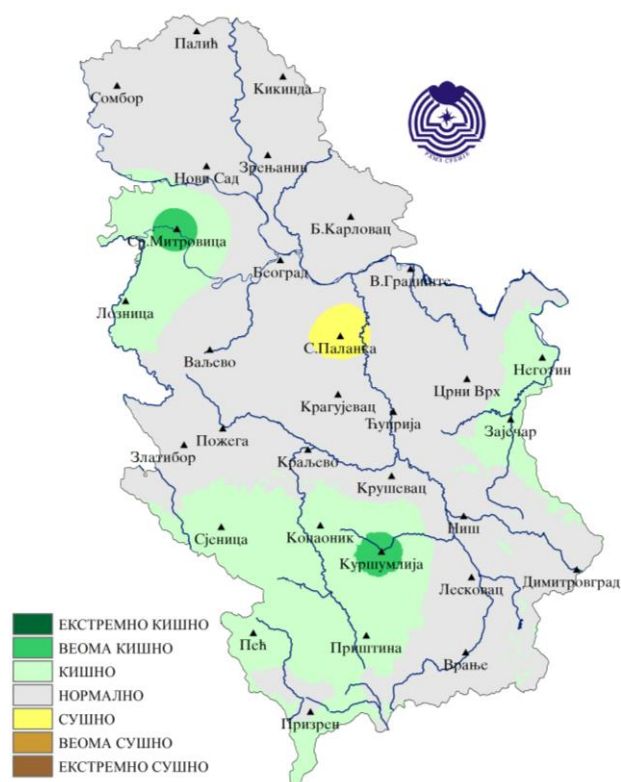 Палић
Сомбор
Кикинда
Нови Сад
Зрењанин
Ср.Митровица
Б.Карловац
Београд
В.Градиште
Лозница
Ваљево
С.Паланка
Неготин
Црни Врх
Крагујевац
Ћуприја
Зајечар
Пожега
Златибор
Краљево
Крушевац
Сјеница
Копаоник
Ниш
Куршумлија
Димитровград
Лесковац
Пећ
Приштина
Врање
Призрен
ЕКСТРЕМНО КИШНО
ВЕОМА КИШНО
КИШНО
НОРМАЛНО
СУШНО
ВЕОМА СУШНО
ЕКСТРЕМНО СУШНО